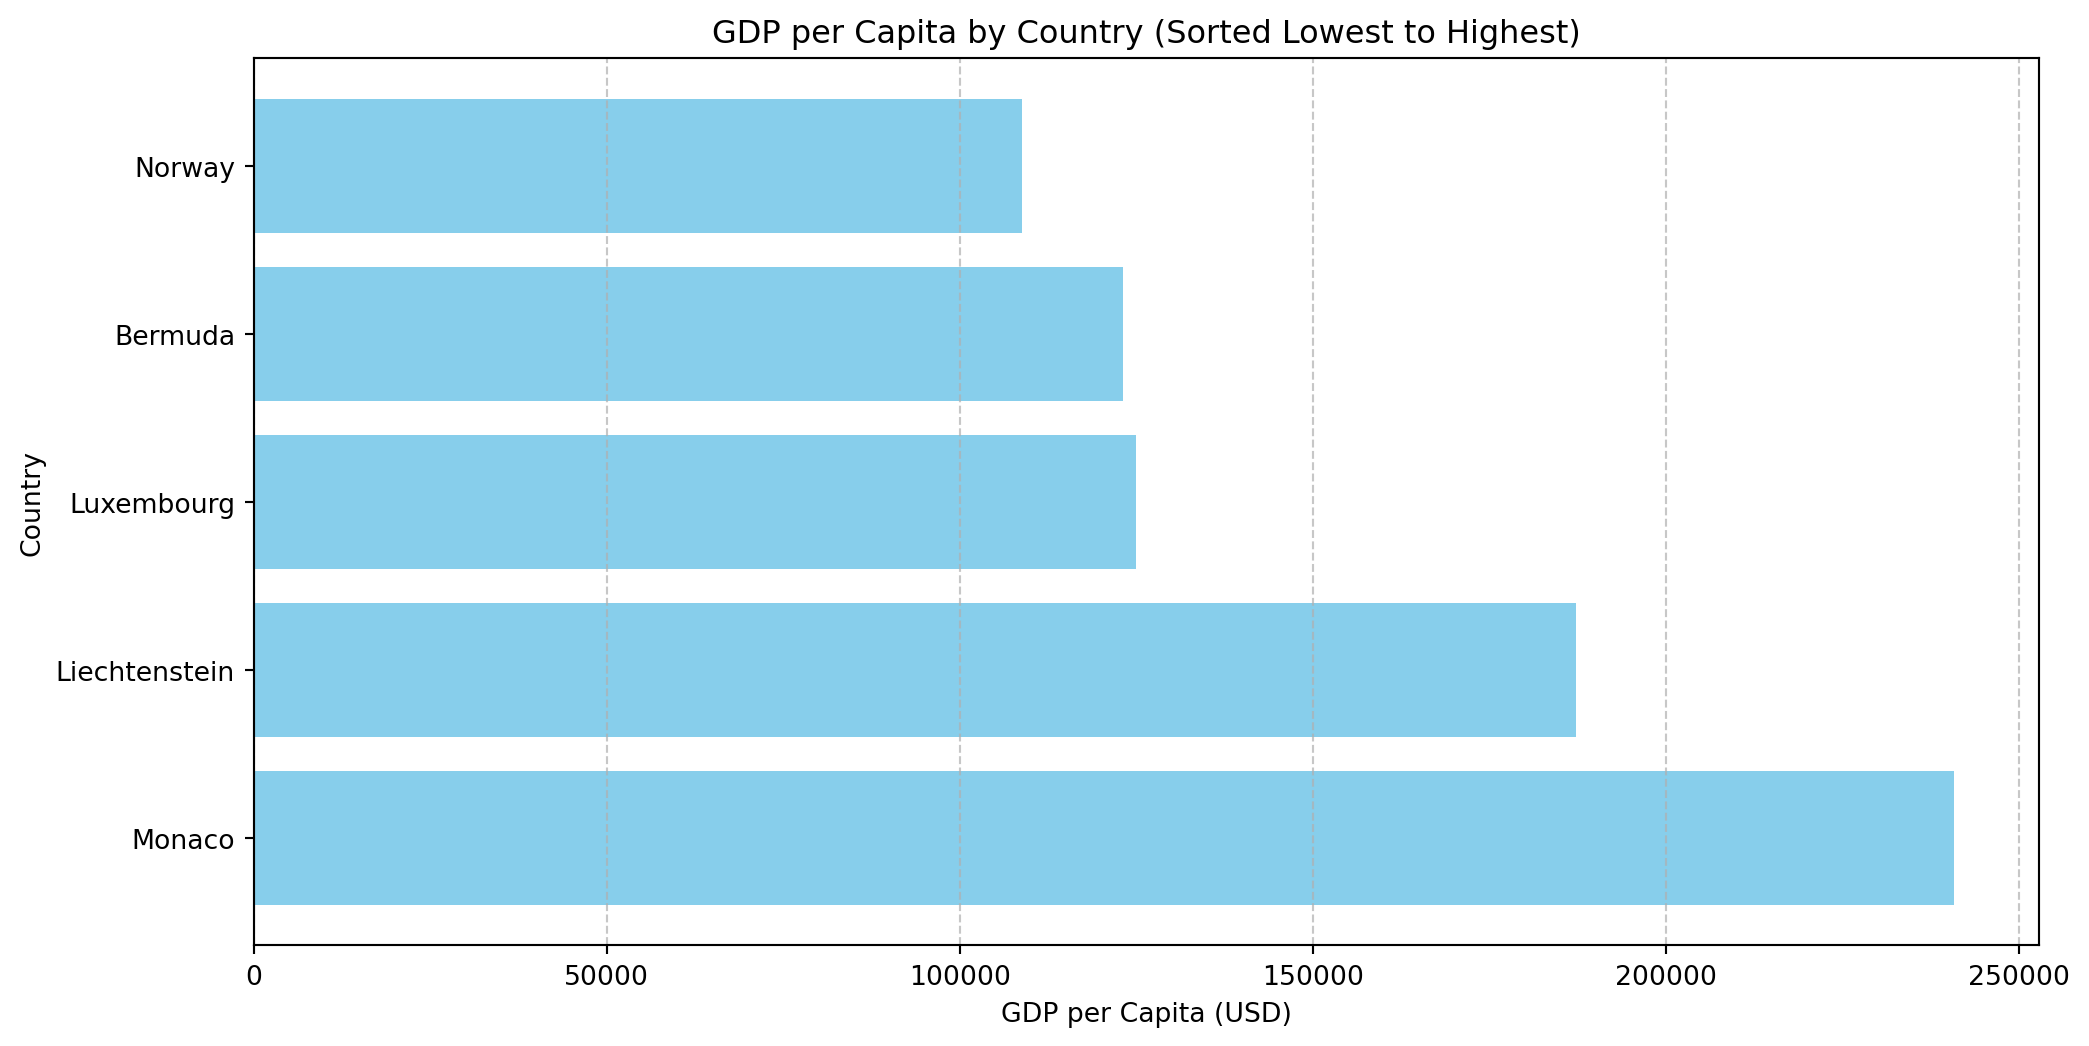 GDP per Capita by Country (Sorted Lowest to Highest)
Country
Norway
Bermuda
Luxembourg
Liechtenstein
Monaco
0 50000 100000 150000 200000 250000
GDP per Capita (USD)